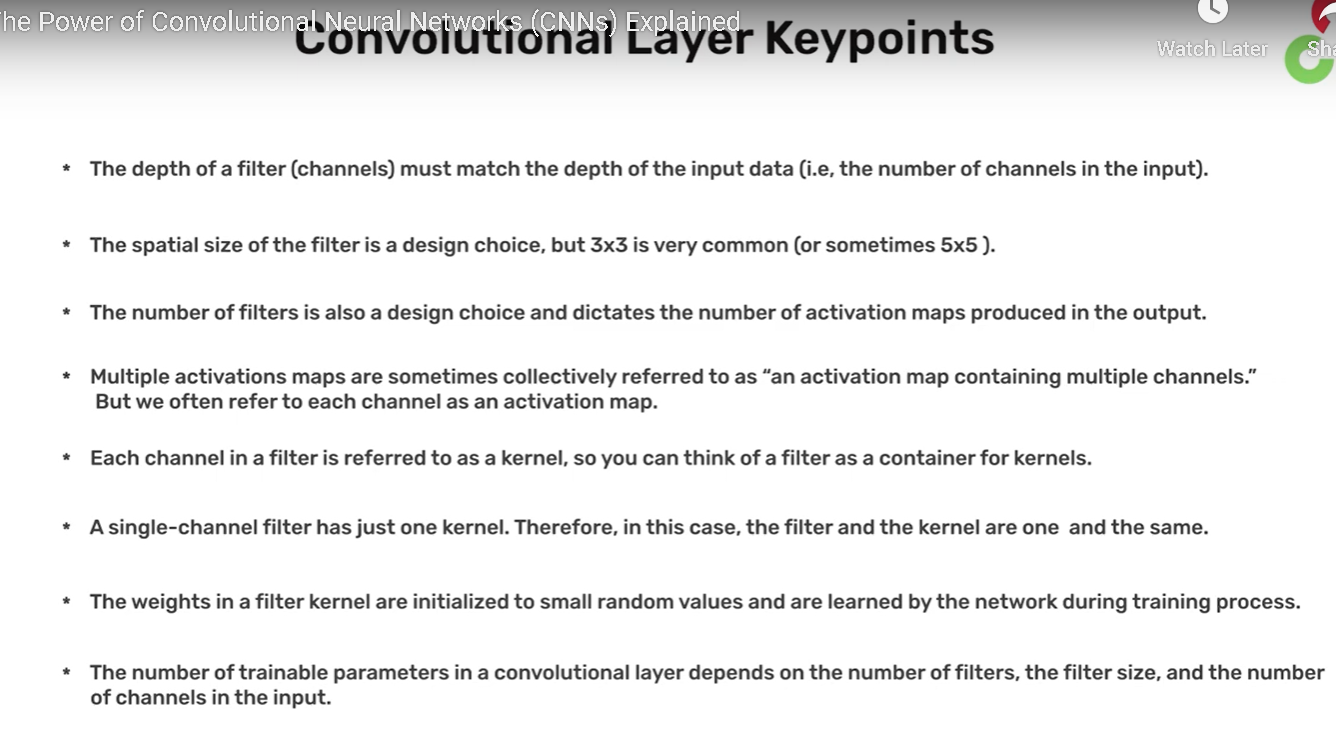 The Power of Convolutional Neural Networks (CNNs) Explained
Convolutional Layer Keypoints
Watch Later
* The depth of a filter (channels) must match the depth of the input data (i.e, the number of channels in the input).
* The spatial size of the filter is a design choice, but 3x3 is very common (or sometimes 5x5 ).
* The number of filters is also a design choice and dictates the number of activation maps produced in the output.
* Multiple activations maps are sometimes collectively referred to as “an activation map containing multiple channels.”
But we often refer to each channel as an activation map.
* Each channel in a filter is referred to as a kernel, so you can think of a filter as a container for kernels.
* A single-channel filter has just one kernel. Therefore, in this case, the filter and the kernel are one and the same.
* The weights in a filter kernel are initialized to small random values and are learned by the network during training process.
* The number of trainable parameters in a convolutional layer depends on the number of filters, the filter size, and the number
of channels in the input.